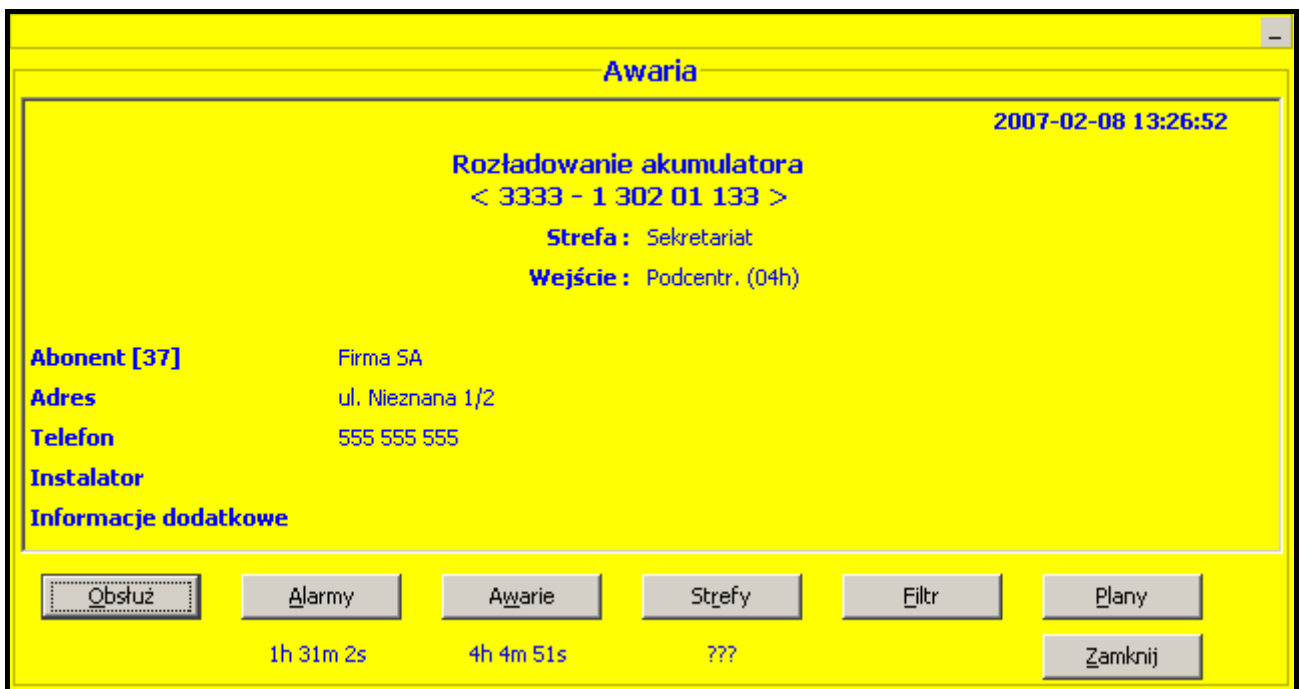 Awaria
2007-02-08 13:26:52
Rozładowanie akumulatora
< 3333 - 1 302 01 133 >
Strefa : Sekretariat
Wejście : Podcentr. (04h)
Abonent [37] Firma SA
Adres ul. Nieznana 1/2
Telefon 555 555 555
Instalator
Informacje dodatkowe
Obsłuż Alarmy Awarie Strefy Filtr Plany
1h 31m 2s 4h 4m 51s ??? Zamknij